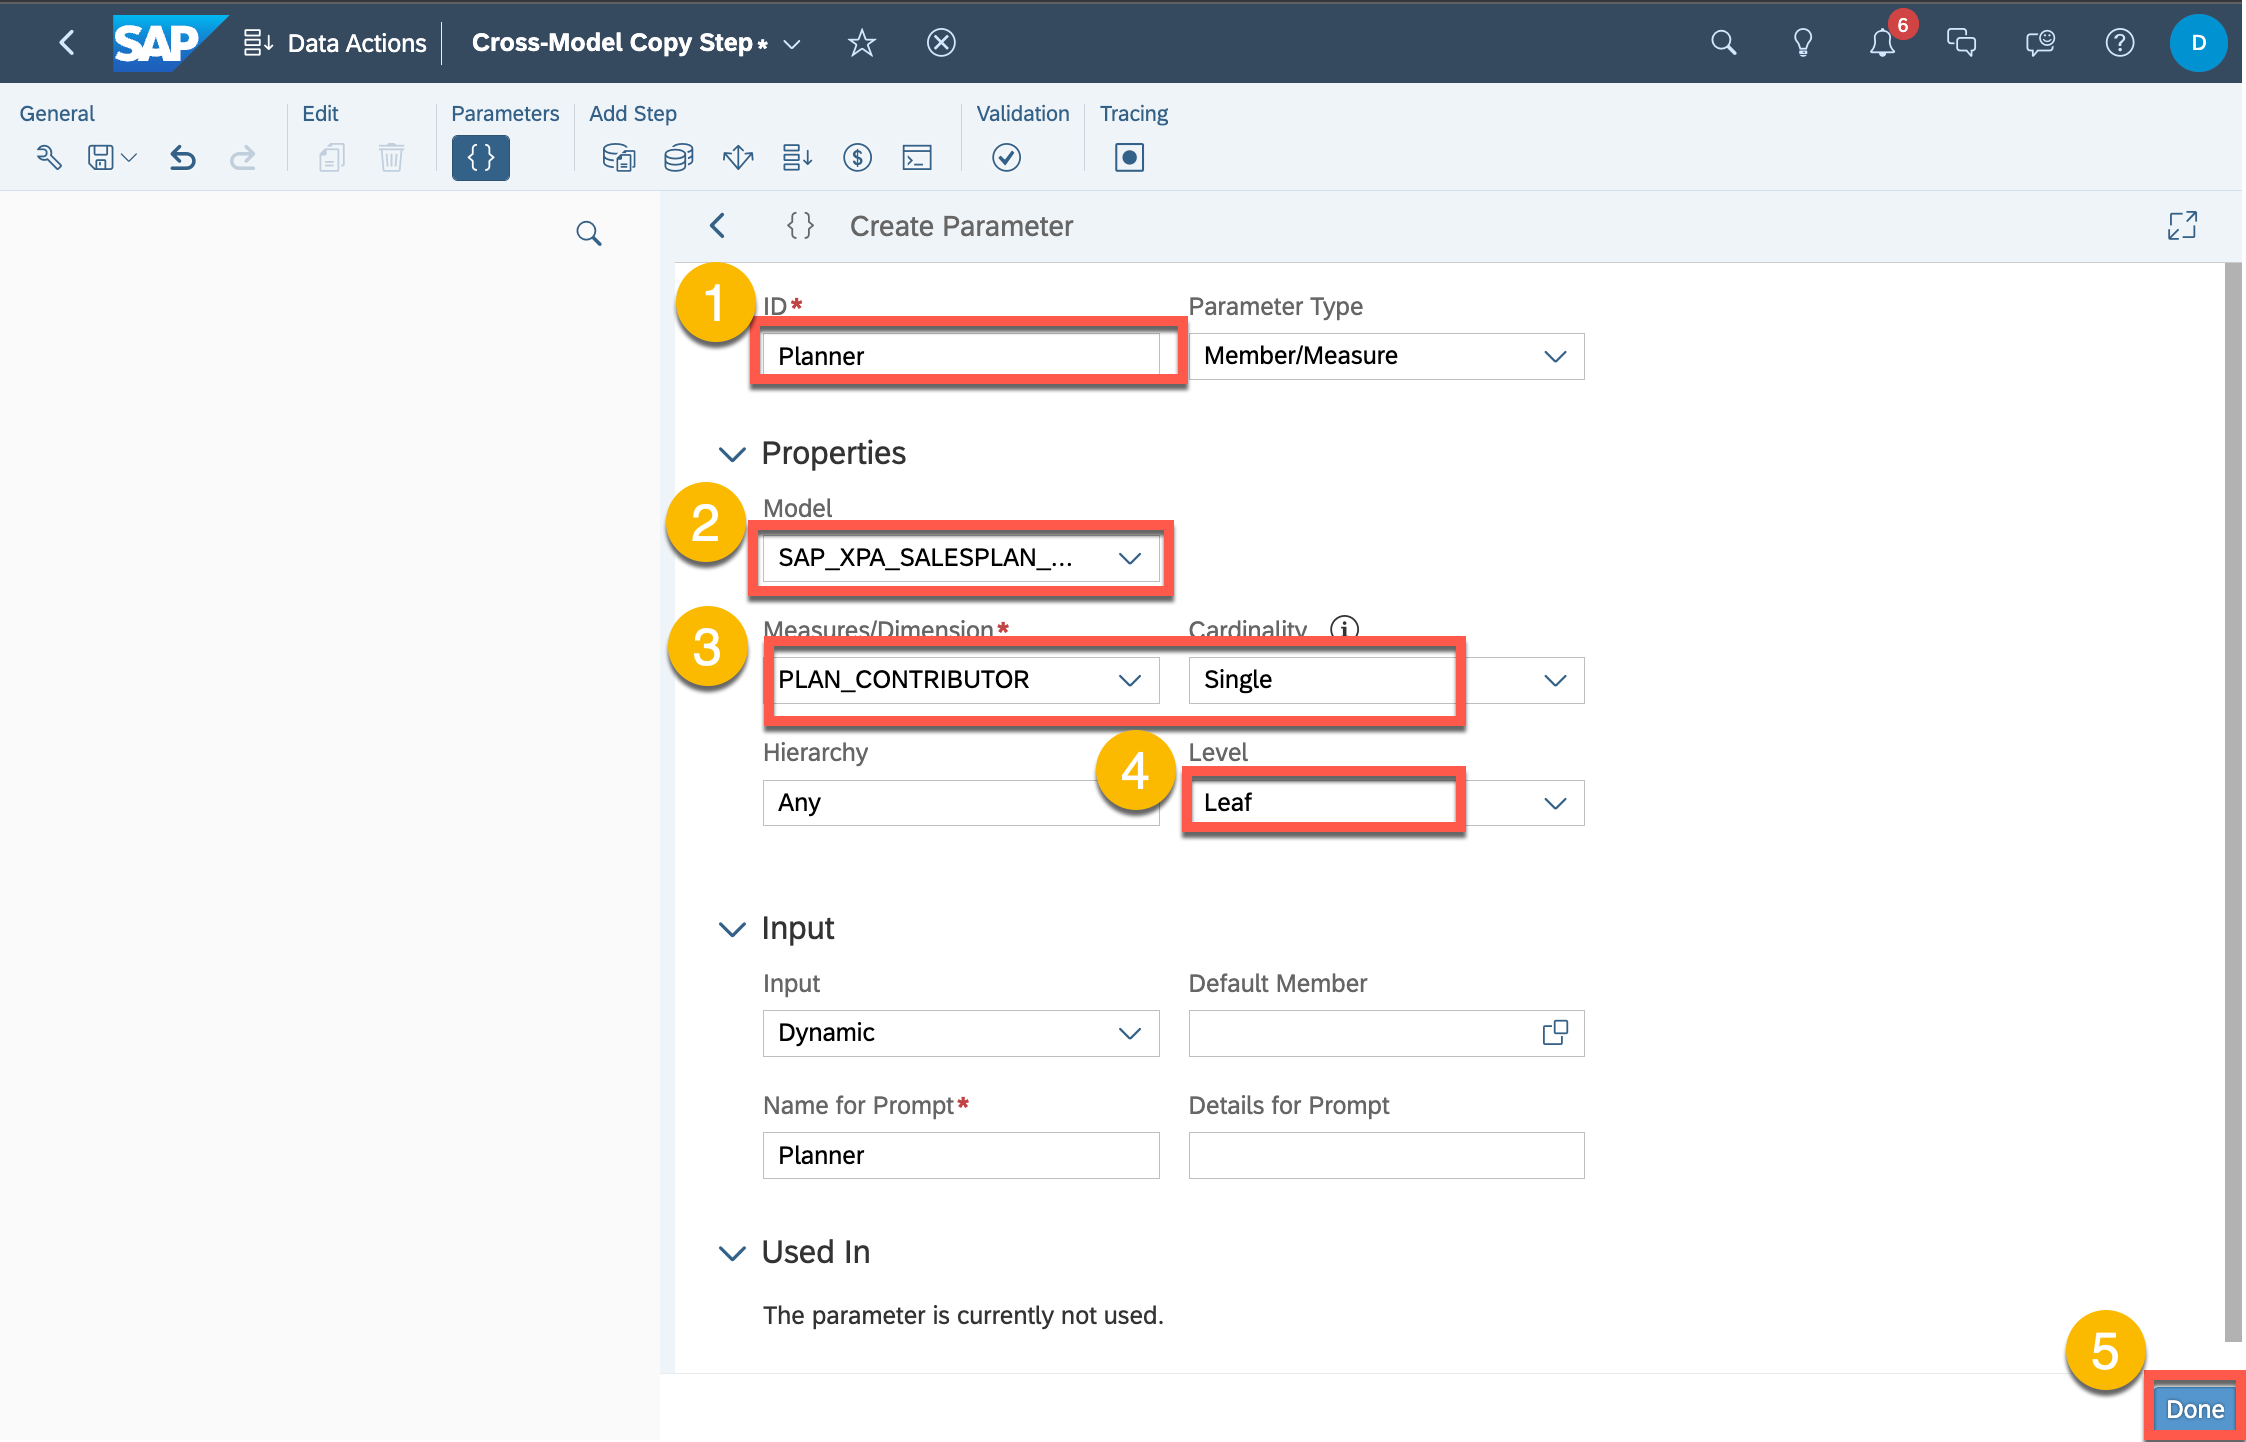 SAP Data Actions Cross-Model Copy Step * 6 D
General Edit Parameters Add Step Validation Tracing
{ } Create Parameter
1 ID* Parameter Type
Planner Member/Measure
Properties
2 Model
SAP_XPA_SALESPLAN_...
3 Measures/Dimension* Cardinality
PLAN_CONTRIBUTOR Single
Hierarchy 4 Level
Any Leaf
Input
Input Default Member
Dynamic
Name for Prompt* Details for Prompt
Planner
Used In
The parameter is currently not used.
5
Done